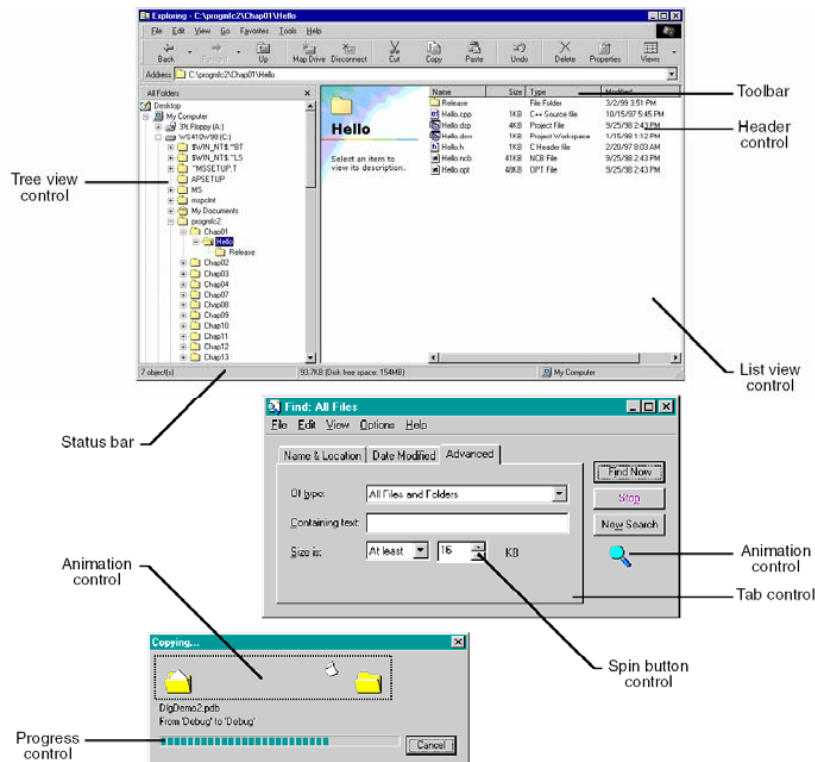 Exploring - C:\progmfc2\Chap01\Hello
File Edit View Go Favorites Tools Help
Back Forward Up Map Drive Disconnect Cut Copy Paste Undo Delete Properties Views
Address C:\progmfc2\Chap01\Hello
All Folders
Desktop
My Computer
3½ Floppy (A:)
WS410w98 (C:)
$WIN_NT$.~BT
$WIN_NT$.~LS
~MSSETUP.T
APSETUP
MS
mspclnt
My Documents
progmfc2
Chap01
Hello
Release
Chap02
Chap03
Chap04
Chap07
Chap08
Chap09
Chap10
Chap11
Chap12
Chap13
Hello
Select an item to
view its description.
Name Size Type Modified
Release File Folder 3/2/99 3:51 PM
Hello.cpp 1KB C++ Source file 10/15/97 5:45 PM
Hello.dsp 4KB Project File 9/25/98 2:43 PM
Hello.dsw 1KB Project Workspace 1/15/98 1:12 PM
Hello.h 1KB C Header file 2/20/97 8:03 AM
Hello.ncb 41KB NCB File 9/25/98 2:43 PM
Hello.opt 48KB OPT File 9/25/98 2:43 PM
7 object(s) 93.7KB (Disk free space: 154MB) My Computer
Toolbar
Header
control
Tree view
control
List view
control
Status bar
Find: All Files
File Edit View Options Help
Name & Location Date Modified Advanced
Of type: All Files and Folders
Containing text:
Size is: At least 16 KB
Find Now
Stop
New Search
Animation
control
Tab control
Spin button
control
Animation
control
Copying...
DlgDemo2.pdb
From 'Debug' to 'Debug'
Cancel
Progress
control